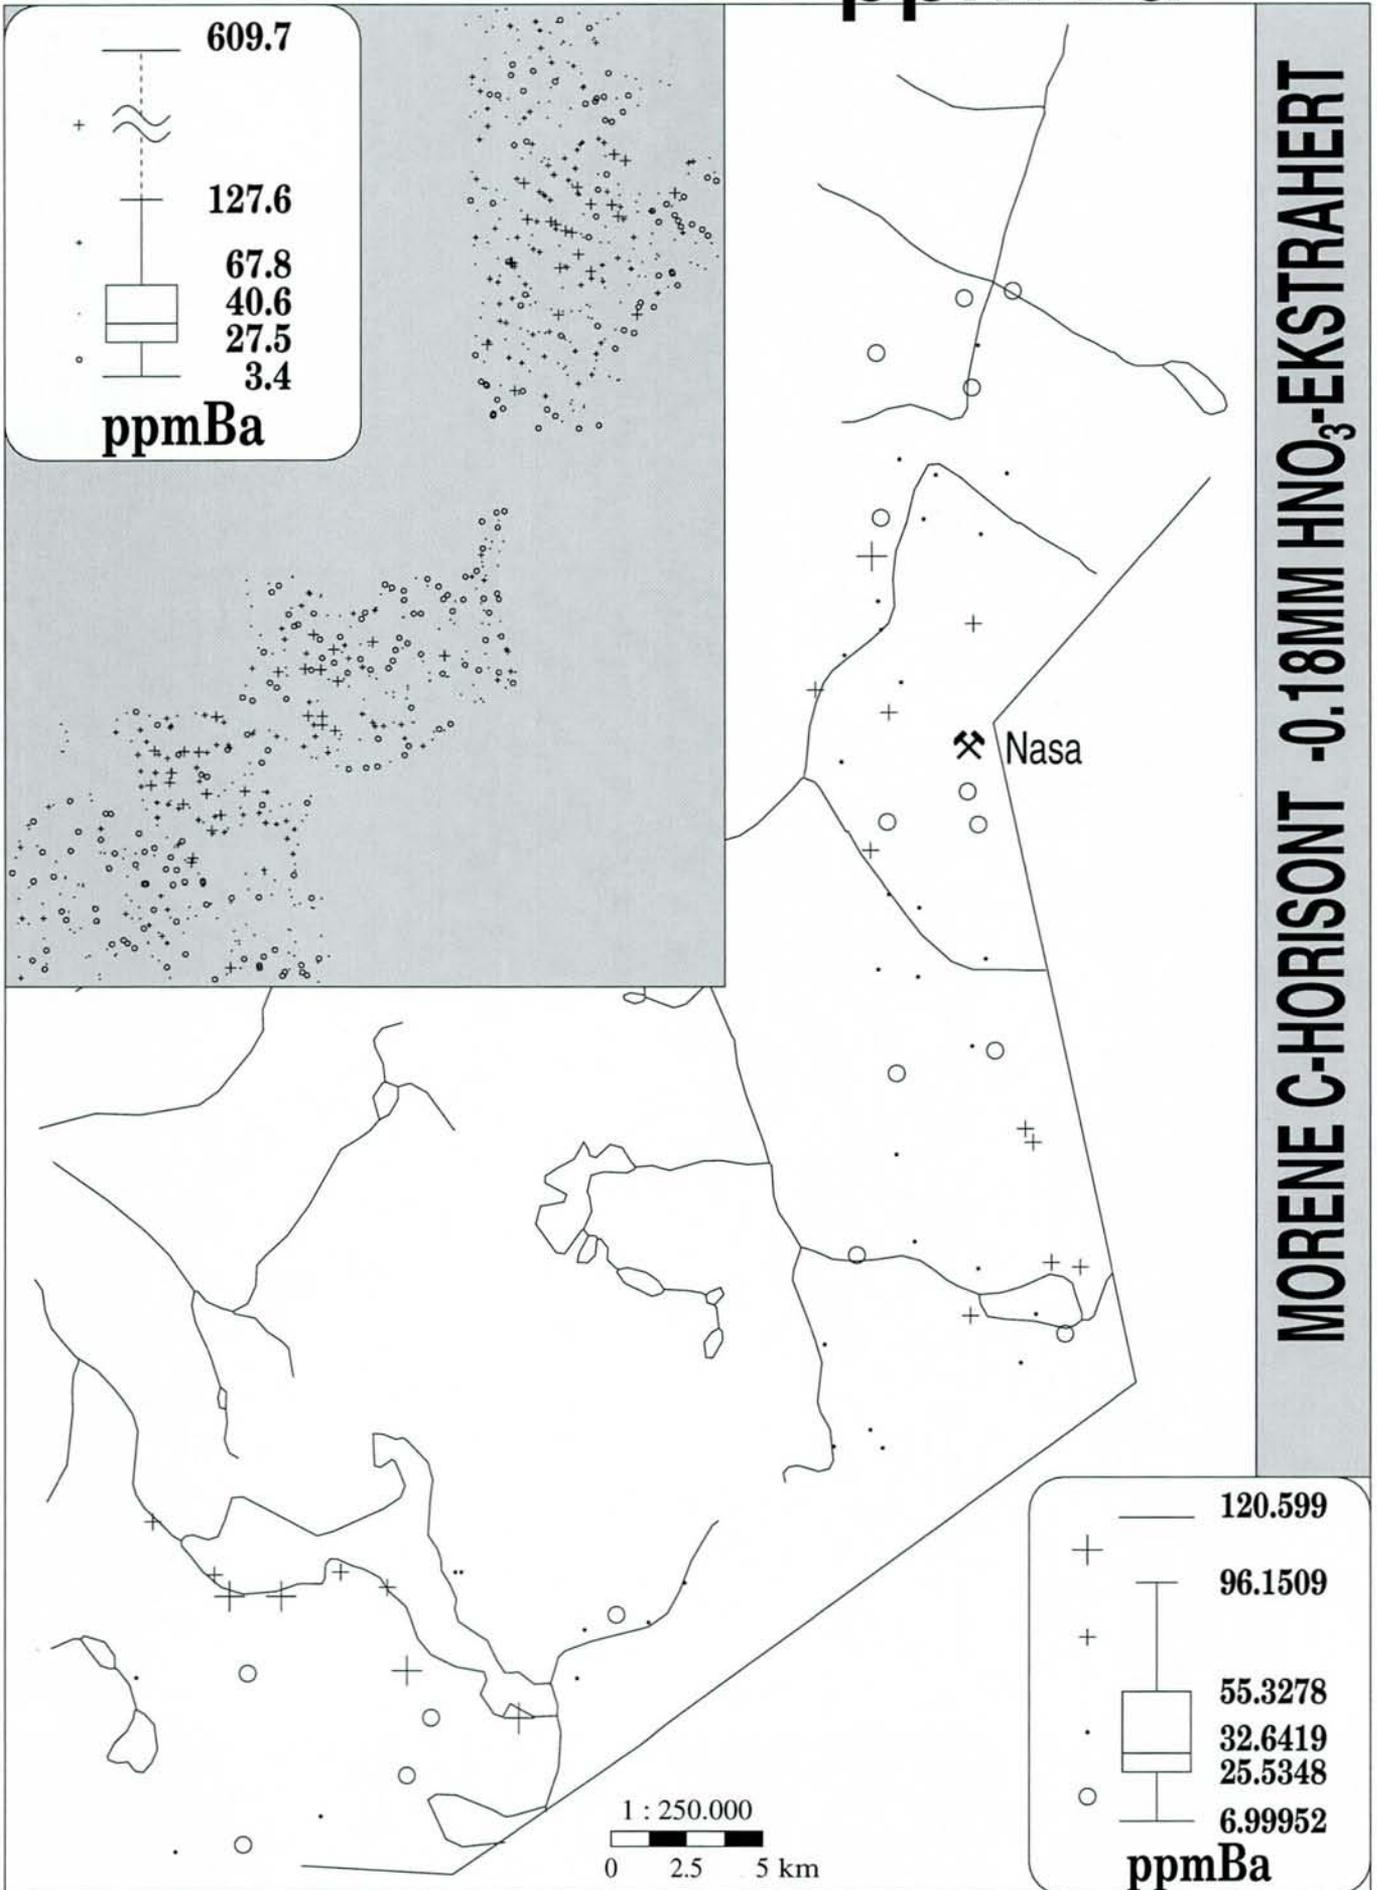 609.7
127.6
67.8
40.6
27.5
3.4
ppmBa
MORENE C-HORISONT -0.18MM HNO₃-EKSTRAHERT
Nasa
1 : 250.000
0 2.5 5 km
120.599
96.1509
55.3278
32.6419
25.5348
6.99952
ppmBa